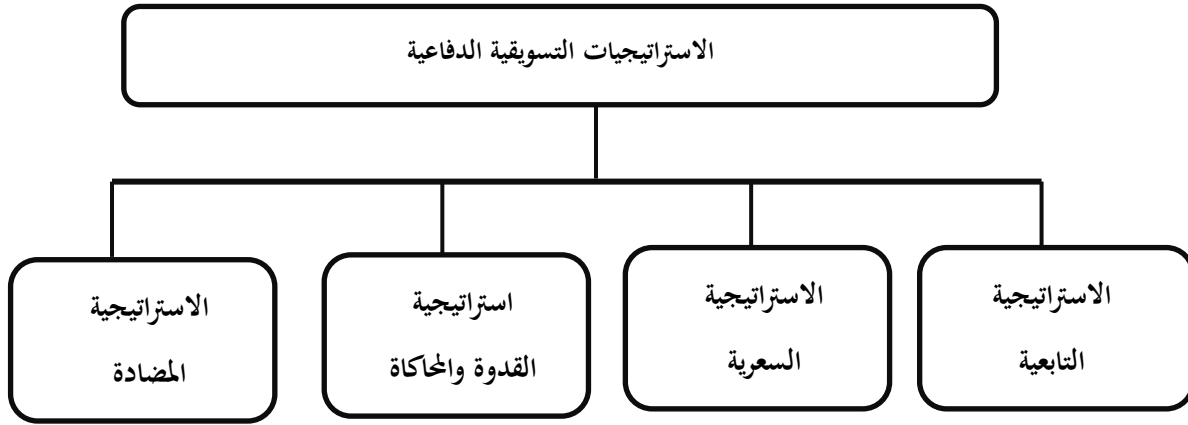 الاستراتيجيات التسويقية الدفاعية
الاستراتيجية
التابعية
الاستراتيجية
السعرية
استراتيجية
القدوة والمحاكاة
الاستراتيجية
المضادة